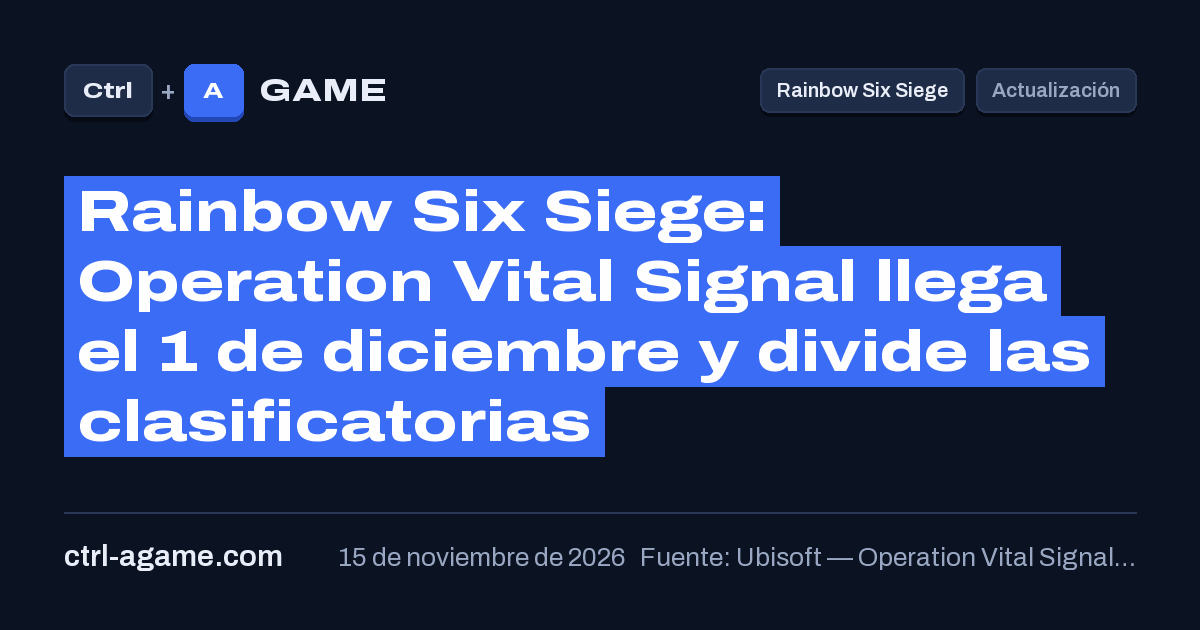 Ctrl + A GAME
Rainbow Six Siege
Actualización
Rainbow Six Siege:
Operation Vital Signal llega
el 1 de diciembre y divide las
clasificatorias
ctrl-agame.com
15 de noviembre de 2026
Fuente: Ubisoft — Operation Vital Signal…